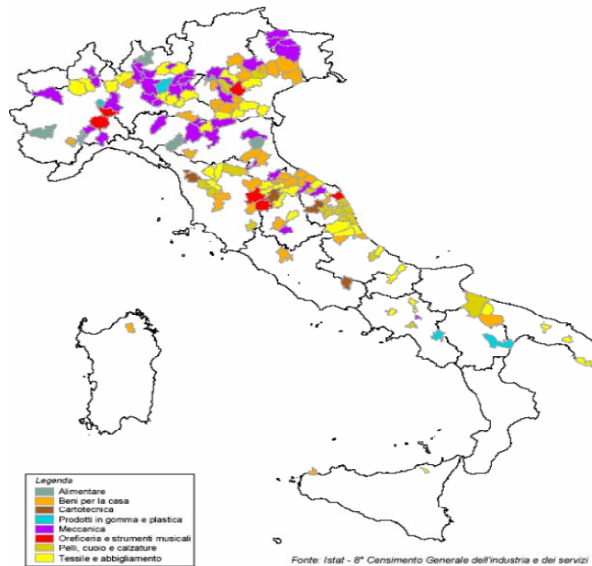 Legenda
Alimentare
Beni per la casa
Cartotecnica
Prodotti in gomma e plastica
Meccanica
Oreficeria e strumenti musicali
Pelli, cuoio e calzature
Tessile e abbigliamento
Fonte: Istat - 8° Censimento Generale dell'industria e dei servizi